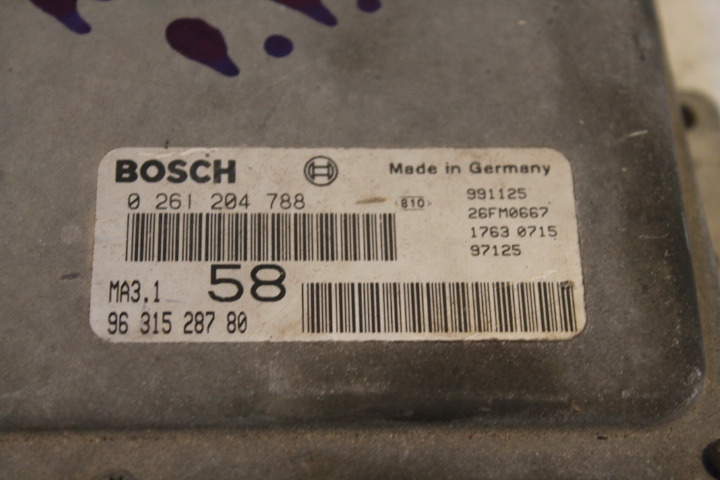 BOSCH Made in Germany
0 261 204 788 810 991125
26FM0667
1763 0715
97125
MA3.1 58
96 315 287 80